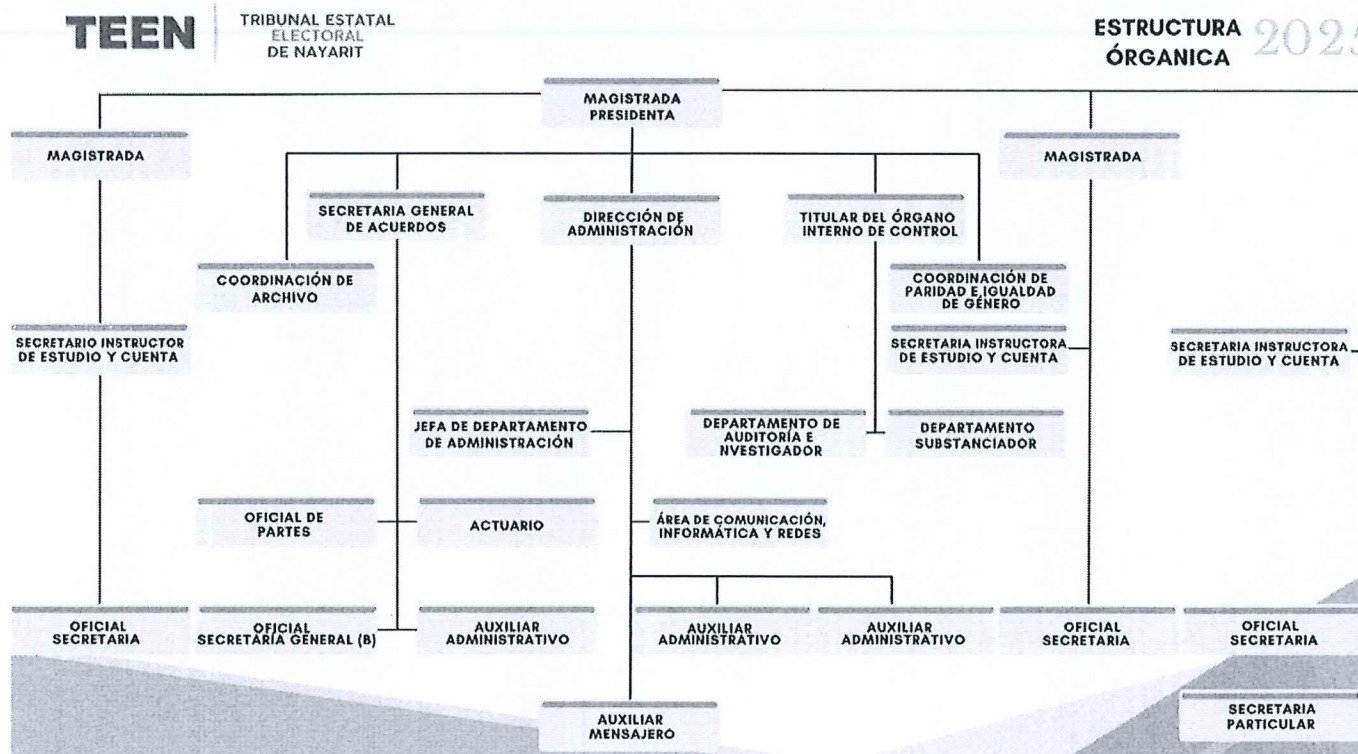 TEEN
TRIBUNAL ESTATAL
ELECTORAL
DE NAYARIT
ESTRUCTURA
ÓRGANICA
2025
MAGISTRADA
PRESIDENTA
MAGISTRADA
MAGISTRADA
SECRETARIA GENERAL
DE ACUERDOS
DIRECCIÓN DE
ADMINISTRACIÓN
TITULAR DEL ÓRGANO
INTERNO DE CONTROL
COORDINACIÓN DE
ARCHIVO
COORDINACIÓN DE
PARIDAD E IGUALDAD
DE GÉNERO
SECRETARIO INSTRUCTOR
DE ESTUDIO Y CUENTA
SECRETARIA INSTRUCTORA
DE ESTUDIO Y CUENTA
SECRETARIA INSTRUCTORA
DE ESTUDIO Y CUENTA
JEFA DE DEPARTAMENTO
DE ADMINISTRACIÓN
DEPARTAMENTO DE
AUDITORÍA E
NVESTIGADOR
DEPARTAMENTO
SUBSTANCIADOR
OFICIAL DE
PARTES
ACTUARIO
ÁREA DE COMUNICACIÓN,
INFORMÁTICA Y REDES
OFICIAL
SECRETARIA
OFICIAL
SECRETARÍA GENERAL (B)
AUXILIAR
ADMINISTRATIVO
AUXILIAR
ADMINISTRATIVO
AUXILIAR
ADMINISTRATIVO
OFICIAL
SECRETARIA
OFICIAL
SECRETARIA
AUXILIAR
MENSAJERO
SECRETARIA
PARTICULAR